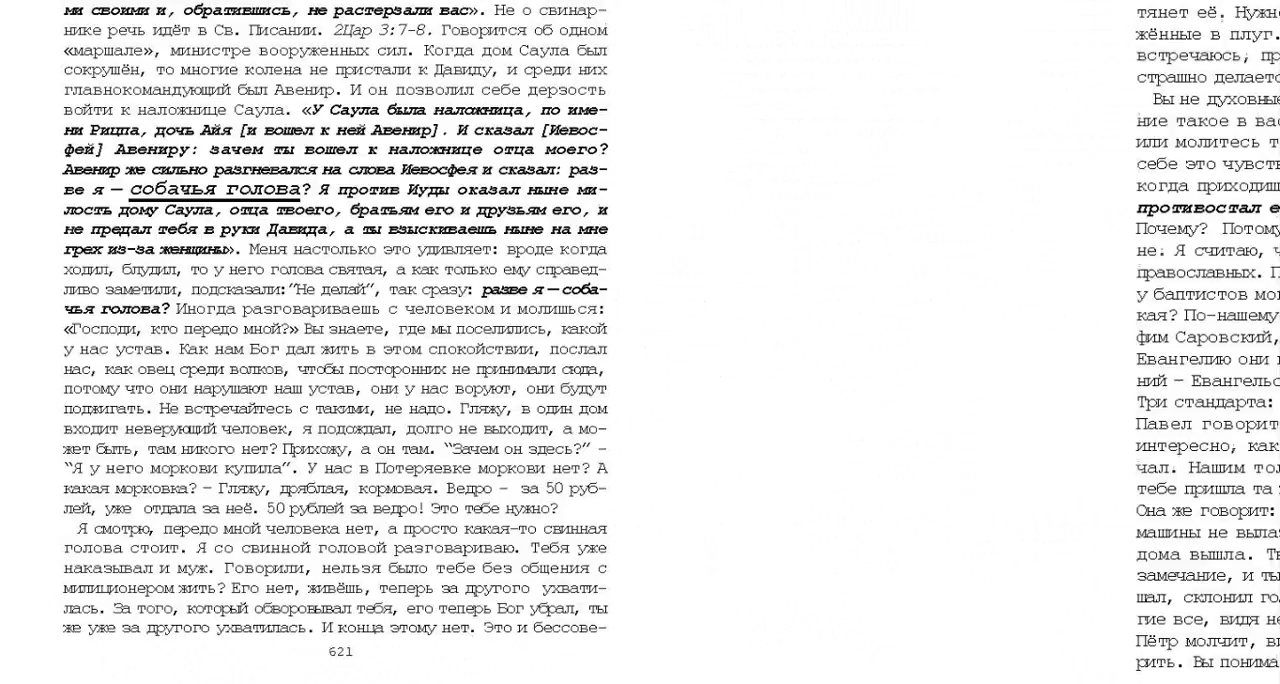 ми своими и, обратившись, не растерзали вас». Не о свинар-
нике речь идёт в Св. Писании. 2Цар 3:7-8. Говорится об одном
«маршале», министре вооруженных сил. Когда дом Саула был
сокрушён, то многие колена не пристали к Давиду, и среди них
главнокомандующий был Авенир. И он позволил себе дерзость
войти к наложнице Саула. «У Саула была наложница, по име-
ни Рицпа, дочь Айя [и вошел к ней Авенир]. И сказал [Иевос-
фей] Авениру: зачем ты вошел к наложнице отца моего?
Авенир же сильно разгневался на слова Иевосфея и сказал: раз-
ве я — собачья голова? Я против Иуды оказал ныне ми-
лость дому Саула, отца твоего, братьям его и друзьям его, и
не предал тебя в руки Давида, а ты взыскиваешь ныне на мне
грех из-за женщины». Меня настолько это удивляет: вроде когда
ходил, блудил, то у него голова святая, а как только ему справед-
ливо заметили, подсказали:"Не делай", так сразу: разве я — соба-
чья голова? Иногда разговариваешь с человеком и молишься:
«Господи, кто передо мной?» Вы знаете, где мы поселились, какой
у нас устав. Как нам Бог дал жить в этом спокойствии, послал
нас, как овец среди волков, чтобы посторонних не принимали сюда,
потому что они нарушают наш устав, они у нас воруют, они будут
поджигать. Не встречайтесь с такими, не надо. Гляжу, в один дом
входит неверующий человек, я подождал, долго не выходит, а мо-
жет быть, там никого нет? Прихожу, а он там. "Зачем он здесь?" –
"Я у него моркови купила". У нас в Потеряевке моркови нет? А
какая морковка? – Гляжу, дряблая, кормовая. Ведро – за 50 руб-
лей, уже отдала за неё. 50 рублей за ведро! Это тебе нужно?
Я смотрю, передо мной человека нет, а просто какая-то свинная
голова стоит. Я со свинной головой разговариваю. Тебя уже
наказывал и муж. Говорили, нельзя было тебе без общения с
милиционером жить? Его нет, живёшь, теперь за другого ухвати-
лась. За того, который обворовывал тебя, его теперь Бог убрал, ты
же уже за другого ухватилась. И конца этому нет. Это и бессове-
621
тянет её. Нужн
жённые в плуг.
встречаюсь, пр
страшно делаетс
Вы не духовны
ние такое в ва
или молитесь т
себе это чувст
когда приходиш
противостал е
Почему? Потому
не. Я считаю, ч
православных. П
у баптистов мо
кая? По-нашему
фим Саровский,
Евангелию они
ний – Евангельс
Три стандарта:
Павел говорит
интересно, как
чал. Нашим тол
тебе пришла та
Она же говорит:
машины не выла
дома вышла. Тв
замечание, и ты
шал, склонил го
гие все, видя не
Пётр молчит, в
рить. Вы понима